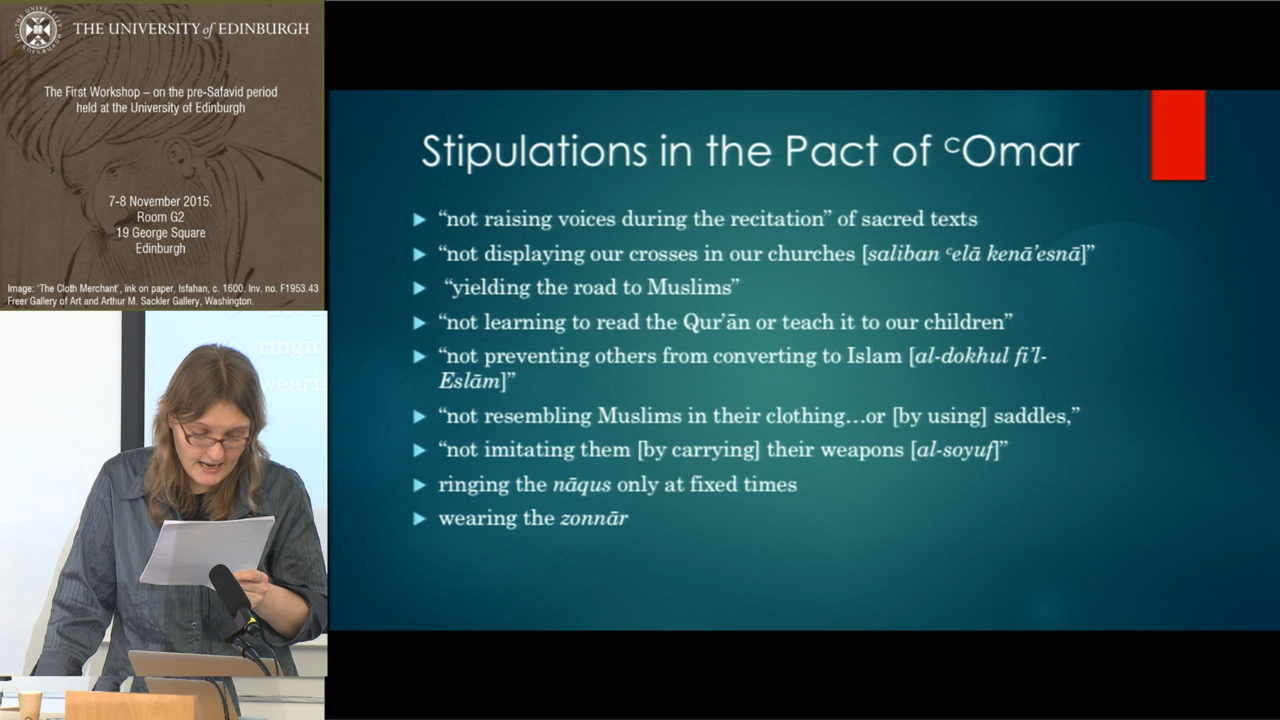 THE UNIVERSITY of EDINBURGH
The First Workshop – on the pre-Safavid period
held at the University of Edinburgh
7-8 November 2015.
Room G2
19 George Square
Edinburgh
Image: 'The Cloth Merchant', ink on paper, Isfahan, c. 1600. Inv. no. F1953.43
Freer Gallery of Art and Arthur M. Sackler Gallery, Washington.
Stipulations in the Pact of ᶜOmar
“not raising voices during the recitation” of sacred texts
“not displaying our crosses in our churches [saliban ᶜelā kenā’esnā]”
“yielding the road to Muslims”
“not learning to read the Qur’ān or teach it to our children”
“not preventing others from converting to Islam [al-dokhul fi’l-
Eslām]”
“not resembling Muslims in their clothing…or [by using] saddles,”
“not imitating them [by carrying] their weapons [al-soyuf]”
ringing the nāqus only at fixed times
wearing the zonnār